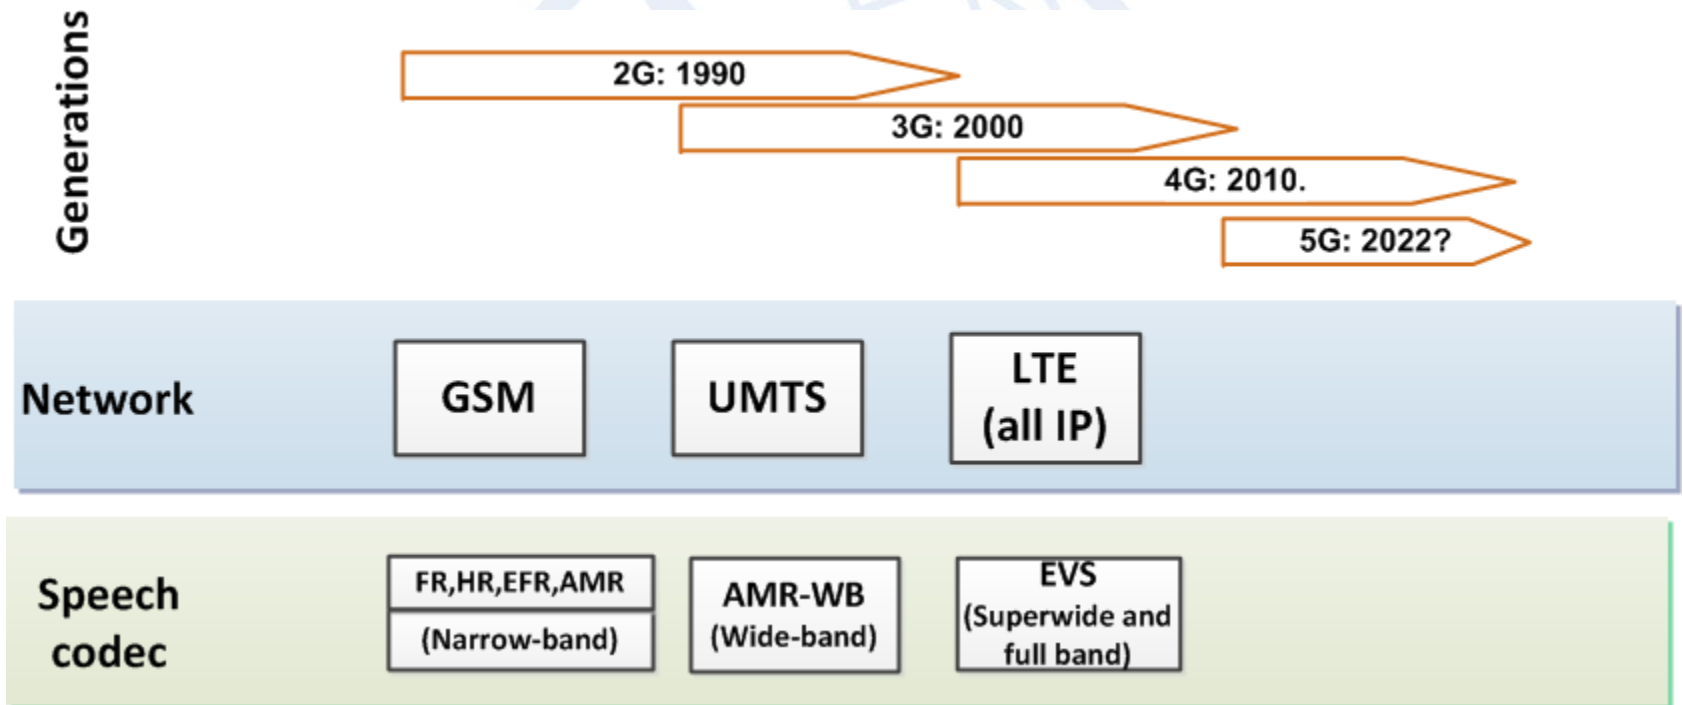 Generations
2G: 1990
3G: 2000
4G: 2010.
5G: 2022?
Network
GSM
UMTS
LTE
(all IP)
Speech
codec
FR,HR,EFR,AMR
(Narrow-band)
AMR-WB
(Wide-band)
EVS
(Superwide and
full band)